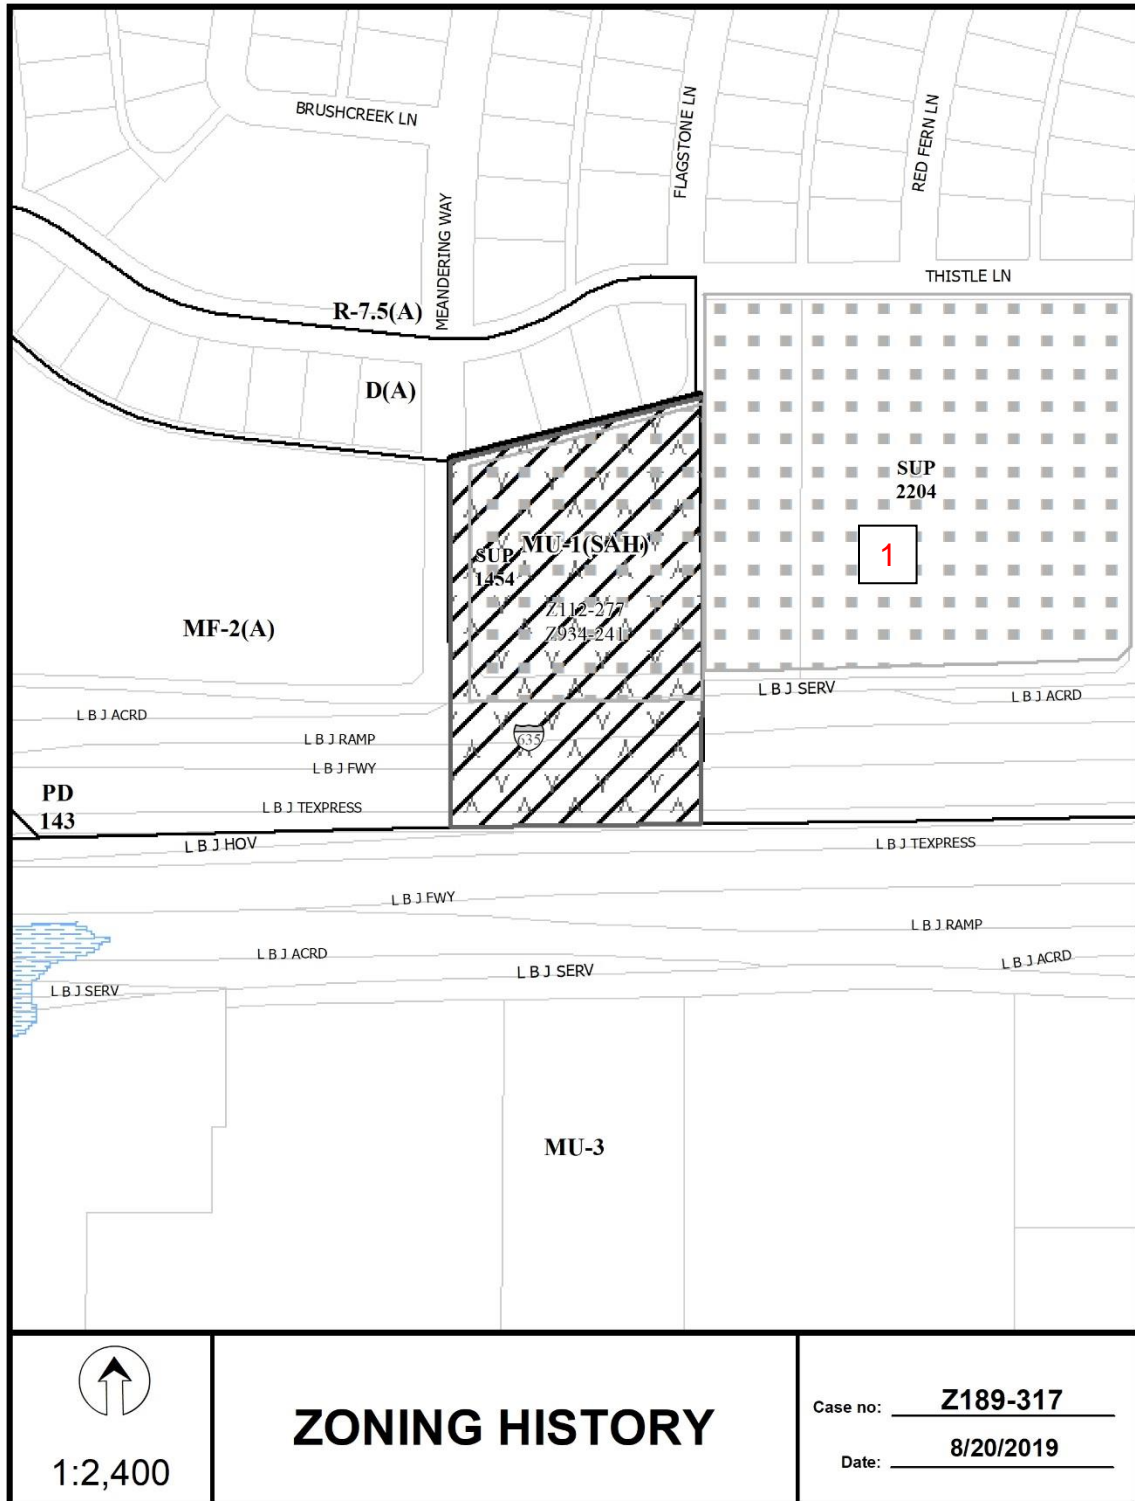 BRUSHCREEK LN
FLAGSTONE LN
RED FERN LN
MEANDERING WAY
THISTLE LN
R-7.5(A)
D(A)
SUP
2204
1
MU-1(SAH)
SUP
1454
Z112-277
Z934-241
MF-2(A)
L B J SERV
L B J ACRD
L B J ACRD
L B J RAMP
635
L B J FWY
PD
143
L B J TEXPRESS
L B J HOV
L B J TEXPRESS
L B J FWY
L B J RAMP
L B J ACRD
L B J SERV
L B J ACRD
L B J SERV
MU-3
1:2,400
ZONING HISTORY
Case no: Z189-317
Date: 8/20/2019